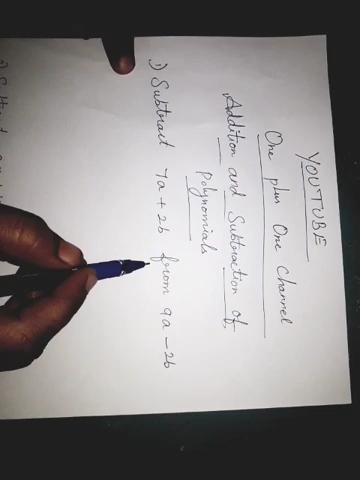 YOUTUBE
One plus One Channel
Addition and Subtraction of
Polynomials
1) Subtract 7a + 2b from 9a - 2b